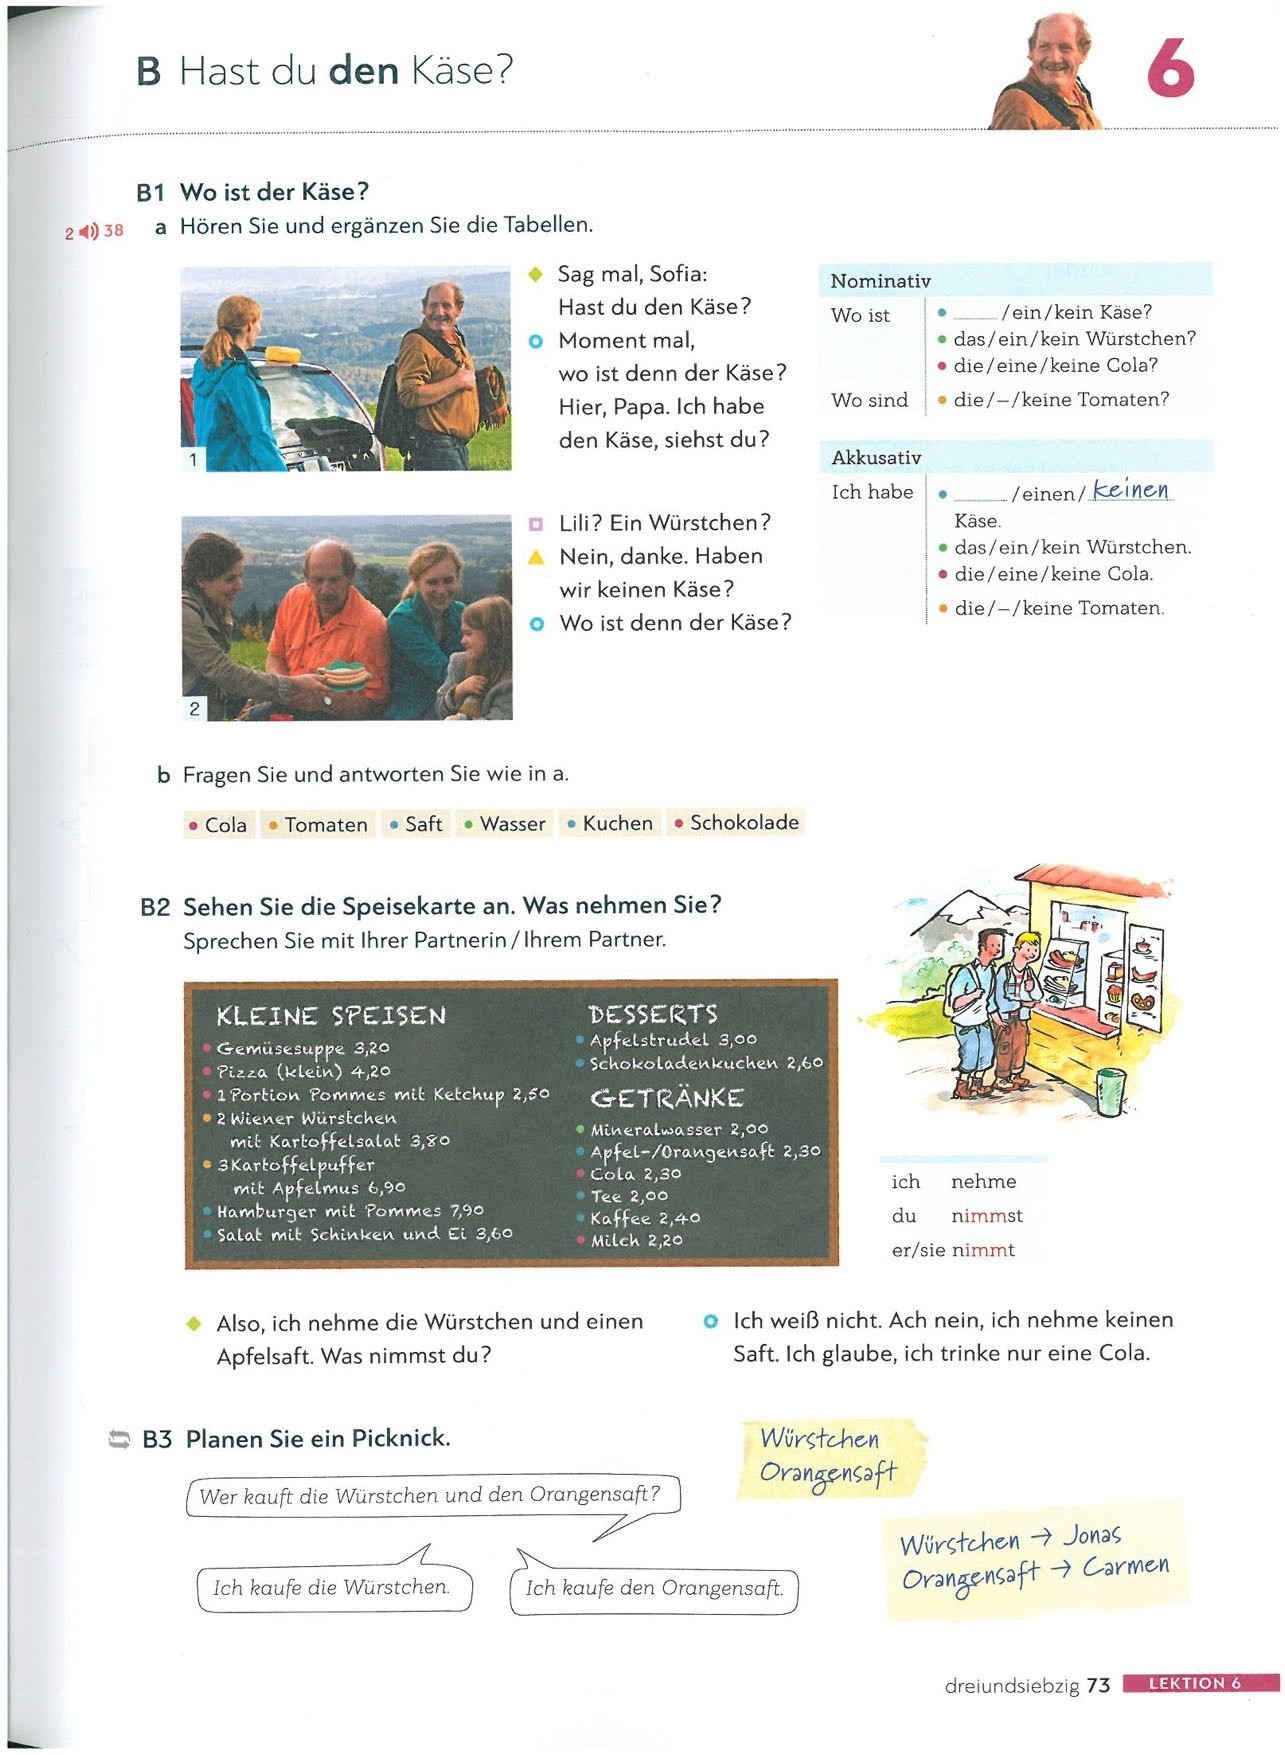 B Hast du den Käse?
6
B1 Wo ist der Käse?
2 38 a Hören Sie und ergänzen Sie die Tabellen.
1
Sag mal, Sofia:
Hast du den Käse?
Moment mal,
wo ist denn der Käse?
Hier, Papa. Ich habe
den Käse, siehst du?
Nominativ
Wo ist • ______ /ein/kein Käse?
• das/ein/kein Würstchen?
• die/eine/keine Cola?
Wo sind • die/–/keine Tomaten?
Akkusativ
Ich habe • ______ /einen/ keinen
Käse.
• das/ein/kein Würstchen.
• die/eine/keine Cola.
• die/–/keine Tomaten.
2
Lili? Ein Würstchen?
Nein, danke. Haben
wir keinen Käse?
Wo ist denn der Käse?
b Fragen Sie und antworten Sie wie in a.
• Cola • Tomaten • Saft • Wasser • Kuchen • Schokolade
B2 Sehen Sie die Speisekarte an. Was nehmen Sie?
Sprechen Sie mit Ihrer Partnerin / Ihrem Partner.
KLEINE SPEISEN
• Gemüsesuppe 3,20
• Pizza (klein) 4,20
• 1 Portion Pommes mit Ketchup 2,50
• 2 Wiener Würstchen
mit Kartoffelsalat 3,80
• 3 Kartoffelpuffer
mit Apfelmus 6,90
• Hamburger mit Pommes 7,90
• Salat mit Schinken und Ei 3,60
DESSERTS
• Apfelstrudel 3,00
• Schokoladenkuchen 2,60
GETRÄNKE
• Mineralwasser 2,00
• Apfel-/Orangensaft 2,30
• Cola 2,30
• Tee 2,00
• Kaffee 2,40
• Milch 2,20
ich nehme
du nimmst
er/sie nimmt
Also, ich nehme die Würstchen und einen
Apfelsaft. Was nimmst du?
Ich weiß nicht. Ach nein, ich nehme keinen
Saft. Ich glaube, ich trinke nur eine Cola.
B3 Planen Sie ein Picknick.
Wer kauft die Würstchen und den Orangensaft?
Ich kaufe die Würstchen.
Ich kaufe den Orangensaft.
Würstchen
Orangensaft
Würstchen → Jonas
Orangensaft → Carmen
dreiundsiebzig 73 LEKTION 6